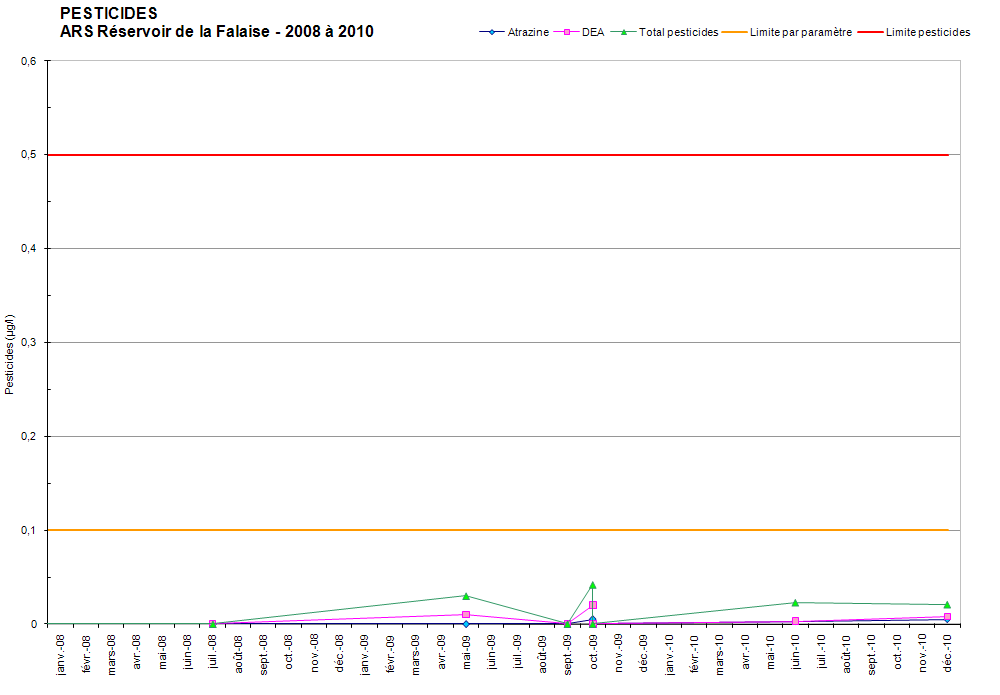 PESTICIDES
ARS Réservoir de la Falaise - 2008 à 2010
Atrazine DEA Total pesticides Limite par paramètre Limite pesticides
0,6
0,5
0,4
0,3
0,2
0,1
0
Pesticides (µg/l)
janv.-08 févr.-08 mars-08 avr.-08 mai-08 juin-08 juil.-08 août-08 sept.-08 oct.-08 nov.-08 déc.-08 janv.-09 févr.-09 mars-09 avr.-09 mai-09 juin-09 juil.-09 août-09 sept.-09 oct.-09 nov.-09 déc.-09 janv.-10 févr.-10 mars-10 avr.-10 mai-10 juin-10 juil.-10 août-10 sept.-10 oct.-10 nov.-10 déc.-10